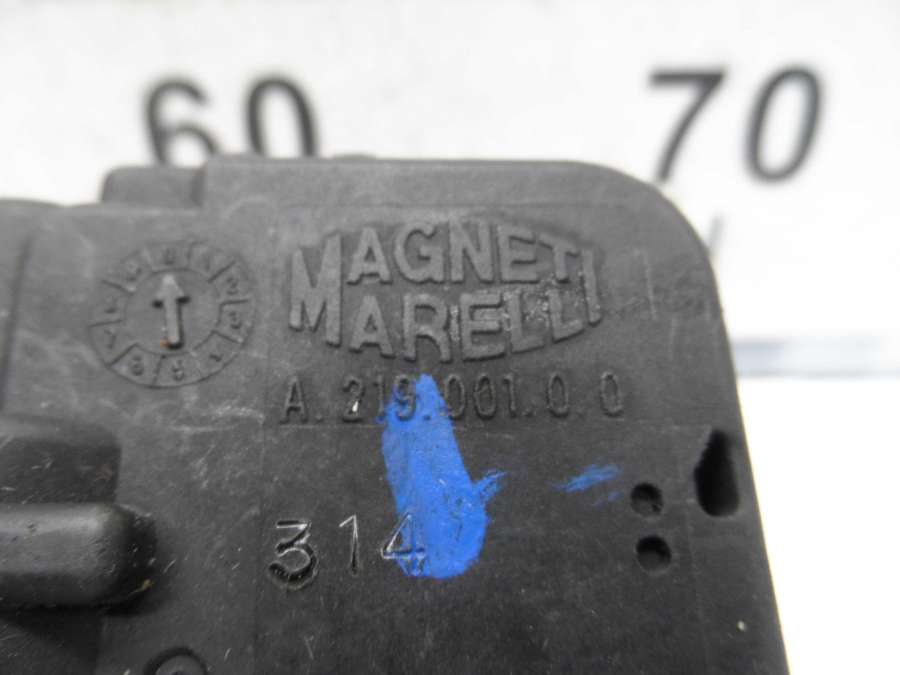 60 70
MAGNETI
MARELLI
A. 219.001.0 0
314